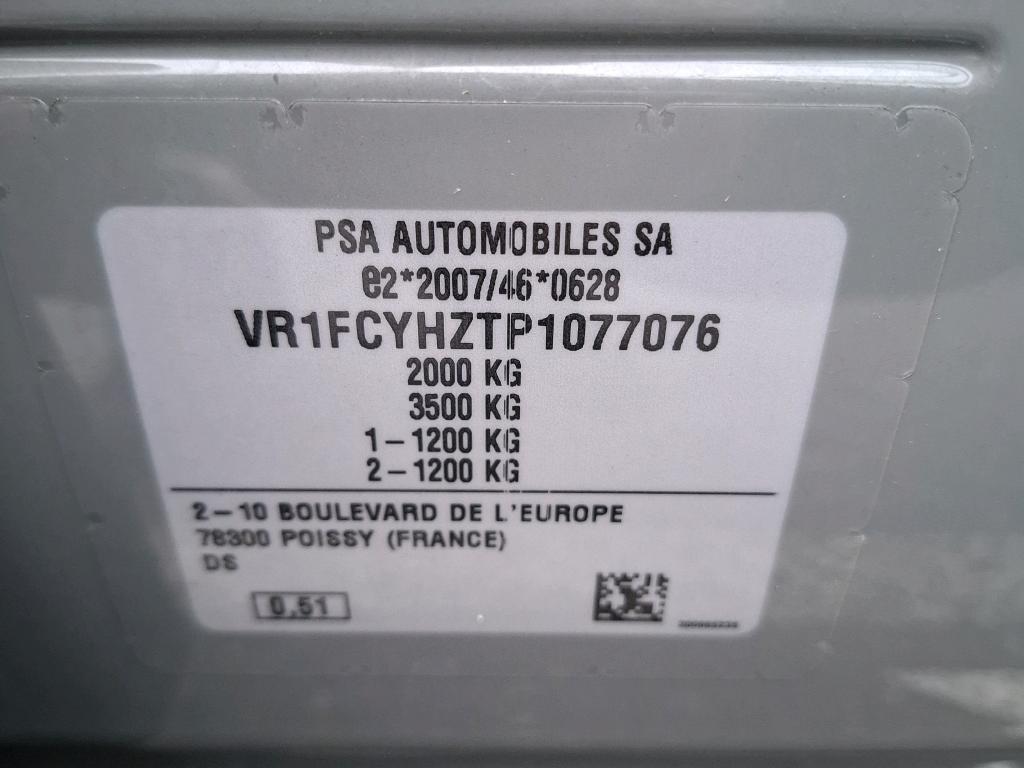 PSA AUTOMOBILES SA
e2*2007/46*0628
VR1FCYHZTP1077076
2000 KG
3500 KG
1-1200 KG
2-1200 KG
2-10 BOULEVARD DE L'EUROPE
78300 POISSY (FRANCE)
DS
0,51